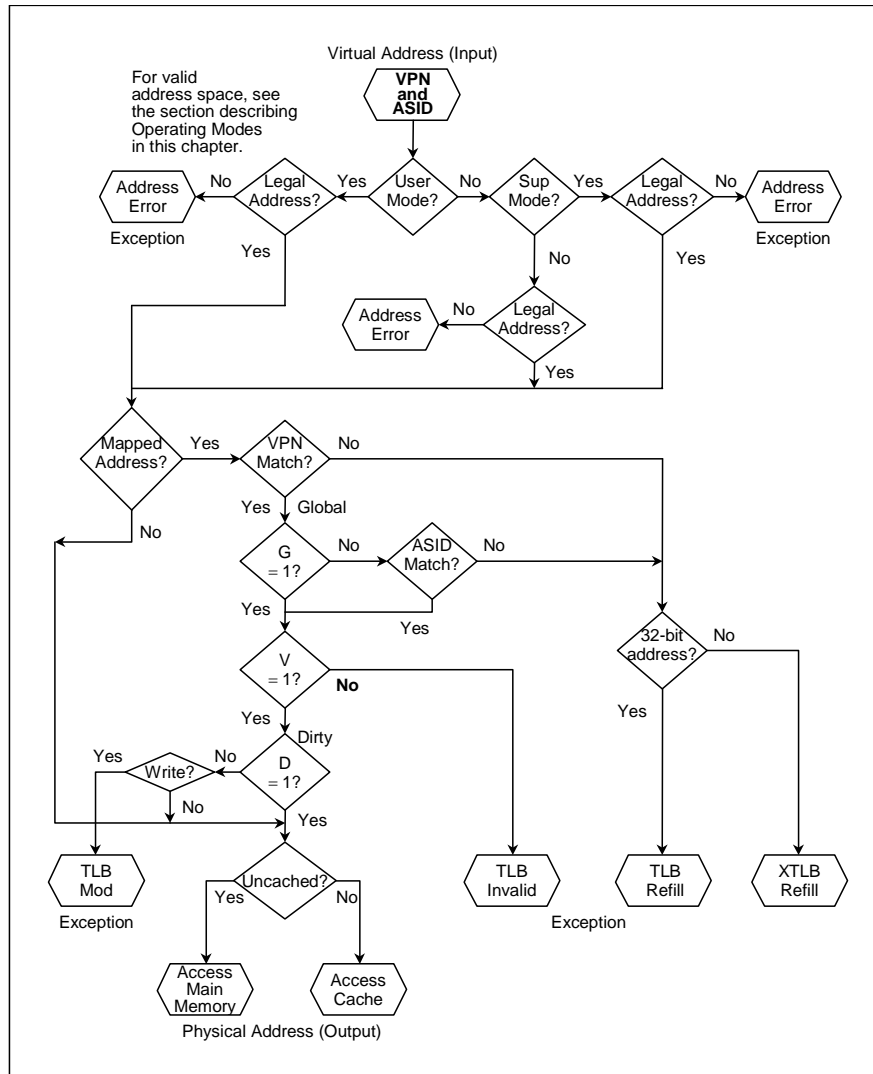 Virtual Address (Input)
For valid
address space, see
the section describing
Operating Modes
in this chapter.
VPN
and
ASID
Address
Error
Exception
No
Legal
Address?
Yes
Yes
User
Mode?
No
Sup
Mode?
Yes
No
Legal
Address?
Yes
No
Address
Error
Exception
Address
Error
No
Legal
Address?
Yes
Mapped
Address?
Yes
No
VPN
Match?
No
Yes
Global
G
= 1?
No
ASID
Match?
No
Yes
Yes
V
= 1?
No
Yes
32-bit
address?
No
Yes
Dirty
D
= 1?
No
Write?
Yes
No
Yes
TLB
Mod
Exception
Uncached?
Yes
No
TLB
Invalid
Exception
TLB
Refill
XTLB
Refill
Access
Main
Memory
Access
Cache
Physical Address (Output)